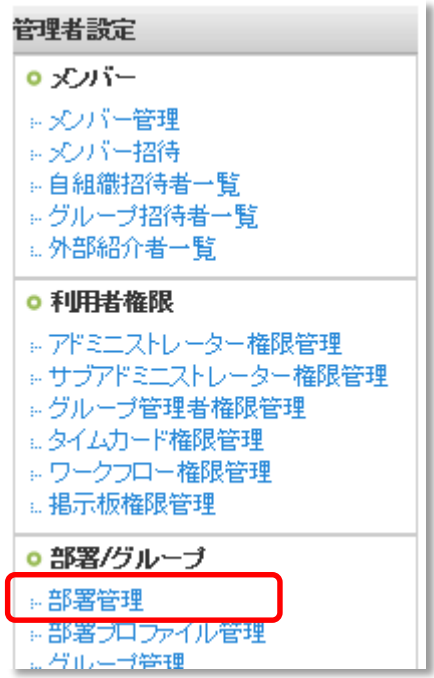 管理者設定
メンバー
メンバー管理
メンバー招待
自組織招待者一覧
グループ招待者一覧
外部紹介者一覧
利用者権限
アドミニストレーター権限管理
サブアドミニストレーター権限管理
グループ管理者権限管理
タイムカード権限管理
ワークフロー権限管理
掲示板権限管理
部署/グループ
部署管理
部署プロファイル管理
グループ管理